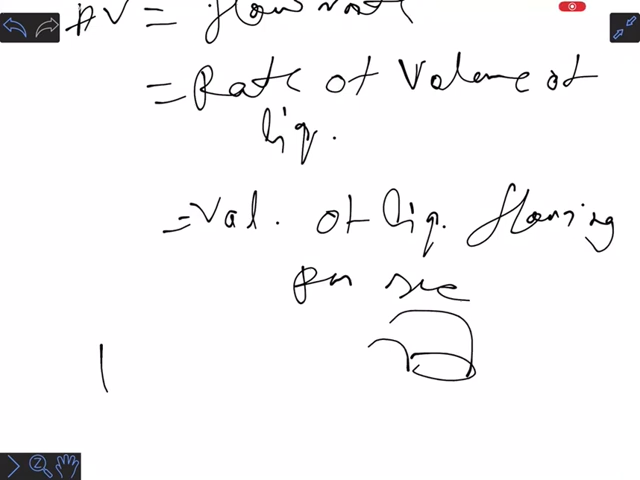 AV = flow rate
= Rate of Volume of
liq.
= Vol. of liq. flowing
per sec